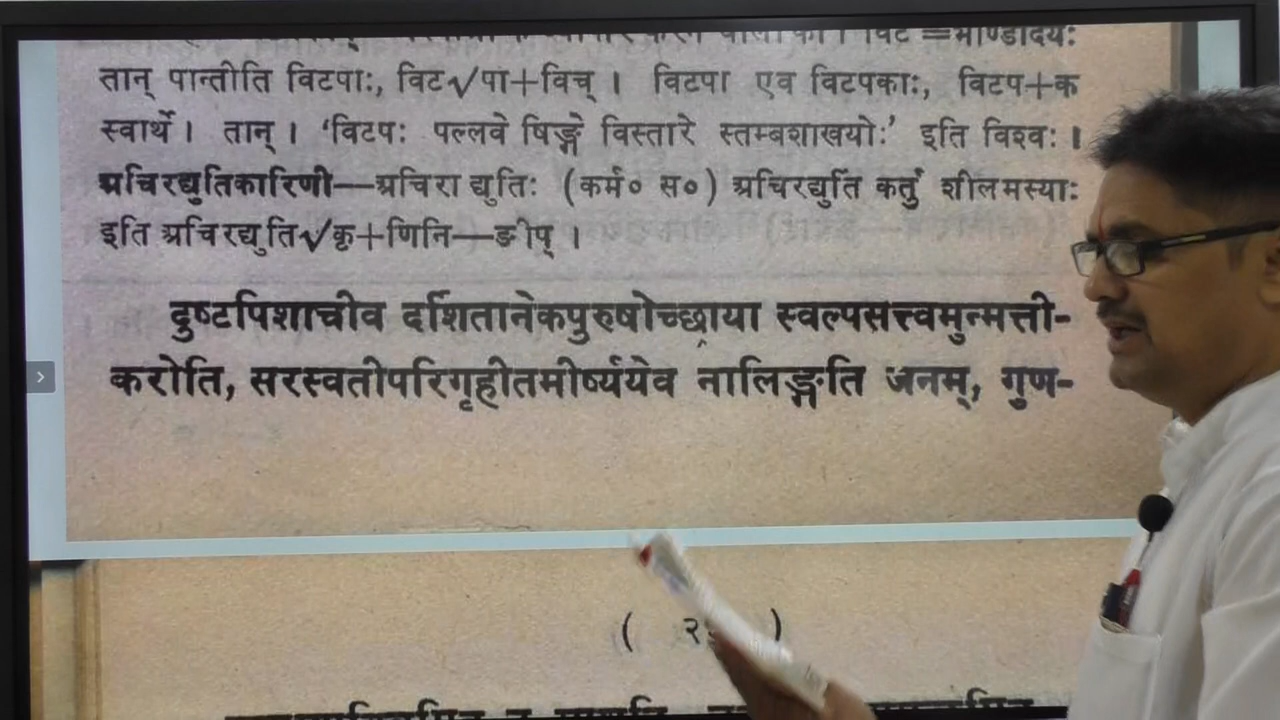 विट =भाण्डादयः
तान् पान्तीति विटपाः, विट√पा+विच् । विटपा एव विटपकाः, विटप+क
स्वार्थे। तान् । ‘विटपः पल्लवे षिङ्गे विस्तारे स्तम्बशाखयोः’ इति विश्वः ।
अचिरद्युतिकारिणी—अचिरा द्युतिः (कर्म० स०) अचिरद्युतिं कर्तुं शीलमस्याः
इति अचिरद्युति√कृ+णिनि—ङीप् ।
दुष्टपिशाचीव दर्शितानेकपुरुषोच्छ्राया स्वल्पसत्त्वमुन्मत्ती-
करोति, सरस्वतीपरिगृहीतमीर्ष्ययेव नालिङ्गति जनम्, गुण-